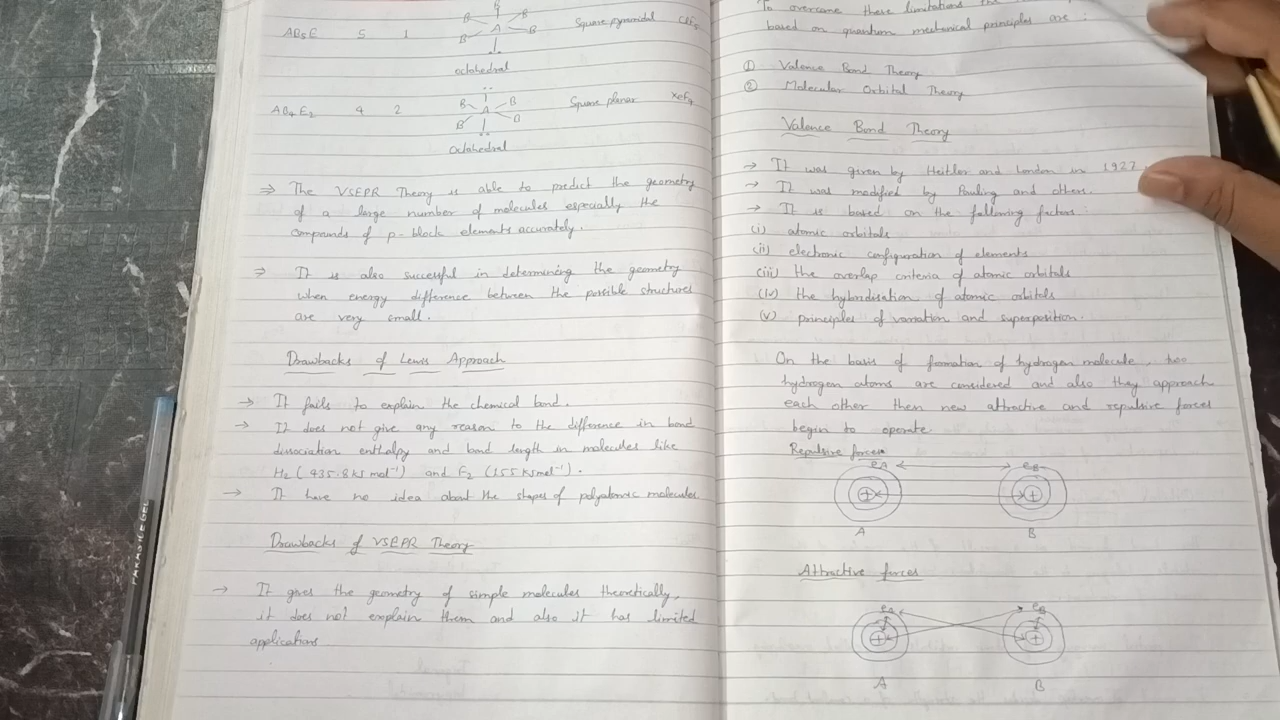 AB5E 5 1 Square pyramidal ClF5
B B B
B A B
octahedral
AB4E2 4 2 Square planar XeF4
B A B
B B
Octahedral
⇒ The VSEPR Theory is able to predict the geometry
of a large number of molecules especially the
compounds of p-block elements accurately.
⇒ It is also successful in determining the geometry
when energy difference between the possible structures
are very small.
Drawbacks of Lewis Approach
→ It fails to explain the chemical bond.
→ It does not give any reason to the difference in bond
dissociation enthalpy and bond length in molecules like
H2 (435.8 kJ mol⁻¹) and F2 (155 kJ mol⁻¹).
→ It have no idea about the shapes of polyatomic molecules.
Drawbacks of VSEPR Theory
→ It gives the geometry of simple molecules theoretically,
it does not explain them and also it has limited
applications
PARAS ICE GEL
To overcome these limitations the
based on quantum mechanical principles are :
① Valence Bond Theory
② Molecular Orbital Theory
Valence Bond Theory
→ It was given by Heitler and London in 1927
→ It was modified by Pauling and others.
→ It is based on the following factors :
(i) atomic orbitals
(ii) electronic configuration of elements
(iii) the overlap criteria of atomic orbitals
(iv) the hybridisation of atomic orbitals
(v) principles of variation and superposition.
On the basis of formation of hydrogen molecule, two
hydrogen atoms are considered and also they approach
each other then new attractive and repulsive forces
begin to operate.
Repulsive forces
eA eB
+ +
A B
Attractive forces
eA eB
+ +
A B